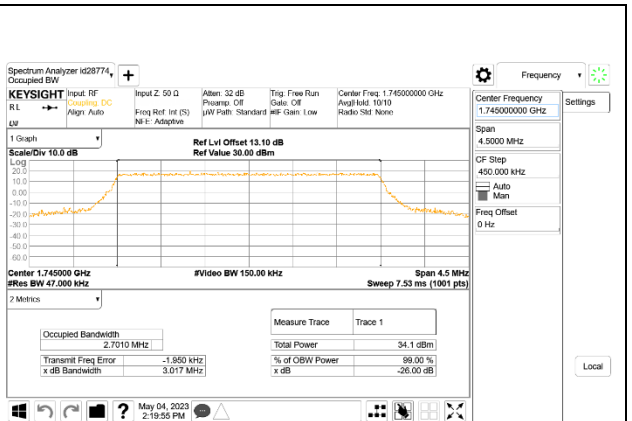 Spectrum Analyzer id28774
Occupied BW
+
Frequency
KEYSIGHT
R L
Input: RF
Coupling: DC
Align: Auto
Input Z: 50 Ω
Freq Ref: Int (S)
NFE: Adaptive
Atten: 32 dB
Preamp: Off
µW Path: Standard
Trig: Free Run
Gate: Off
#IF Gain: Low
Center Freq: 1.745000000 GHz
Avg|Hold: 10/10
Radio Std: None
Center Frequency
1.745000000 GHz
Settings
Span
4.5000 MHz
CF Step
450.000 kHz
Auto
Man
Freq Offset
0 Hz
1 Graph
Scale/Div 10.0 dB
Ref Lvl Offset 13.10 dB
Ref Value 30.00 dBm
Log
20.0
10.0
0.00
-10.0
-20.0
-30.0
-40.0
-50.0
-60.0
Center 1.745000 GHz
#Res BW 47.000 kHz
#Video BW 150.00 kHz
Span 4.5 MHz
Sweep 7.53 ms (1001 pts)
2 Metrics
Measure Trace Trace 1
Occupied Bandwidth
2.7010 MHz
Total Power 34.1 dBm
Transmit Freq Error -1.950 kHz
% of OBW Power 99.00 %
x dB Bandwidth 3.017 MHz
x dB -26.00 dB
Local
?
May 04, 2023
2:19:55 PM